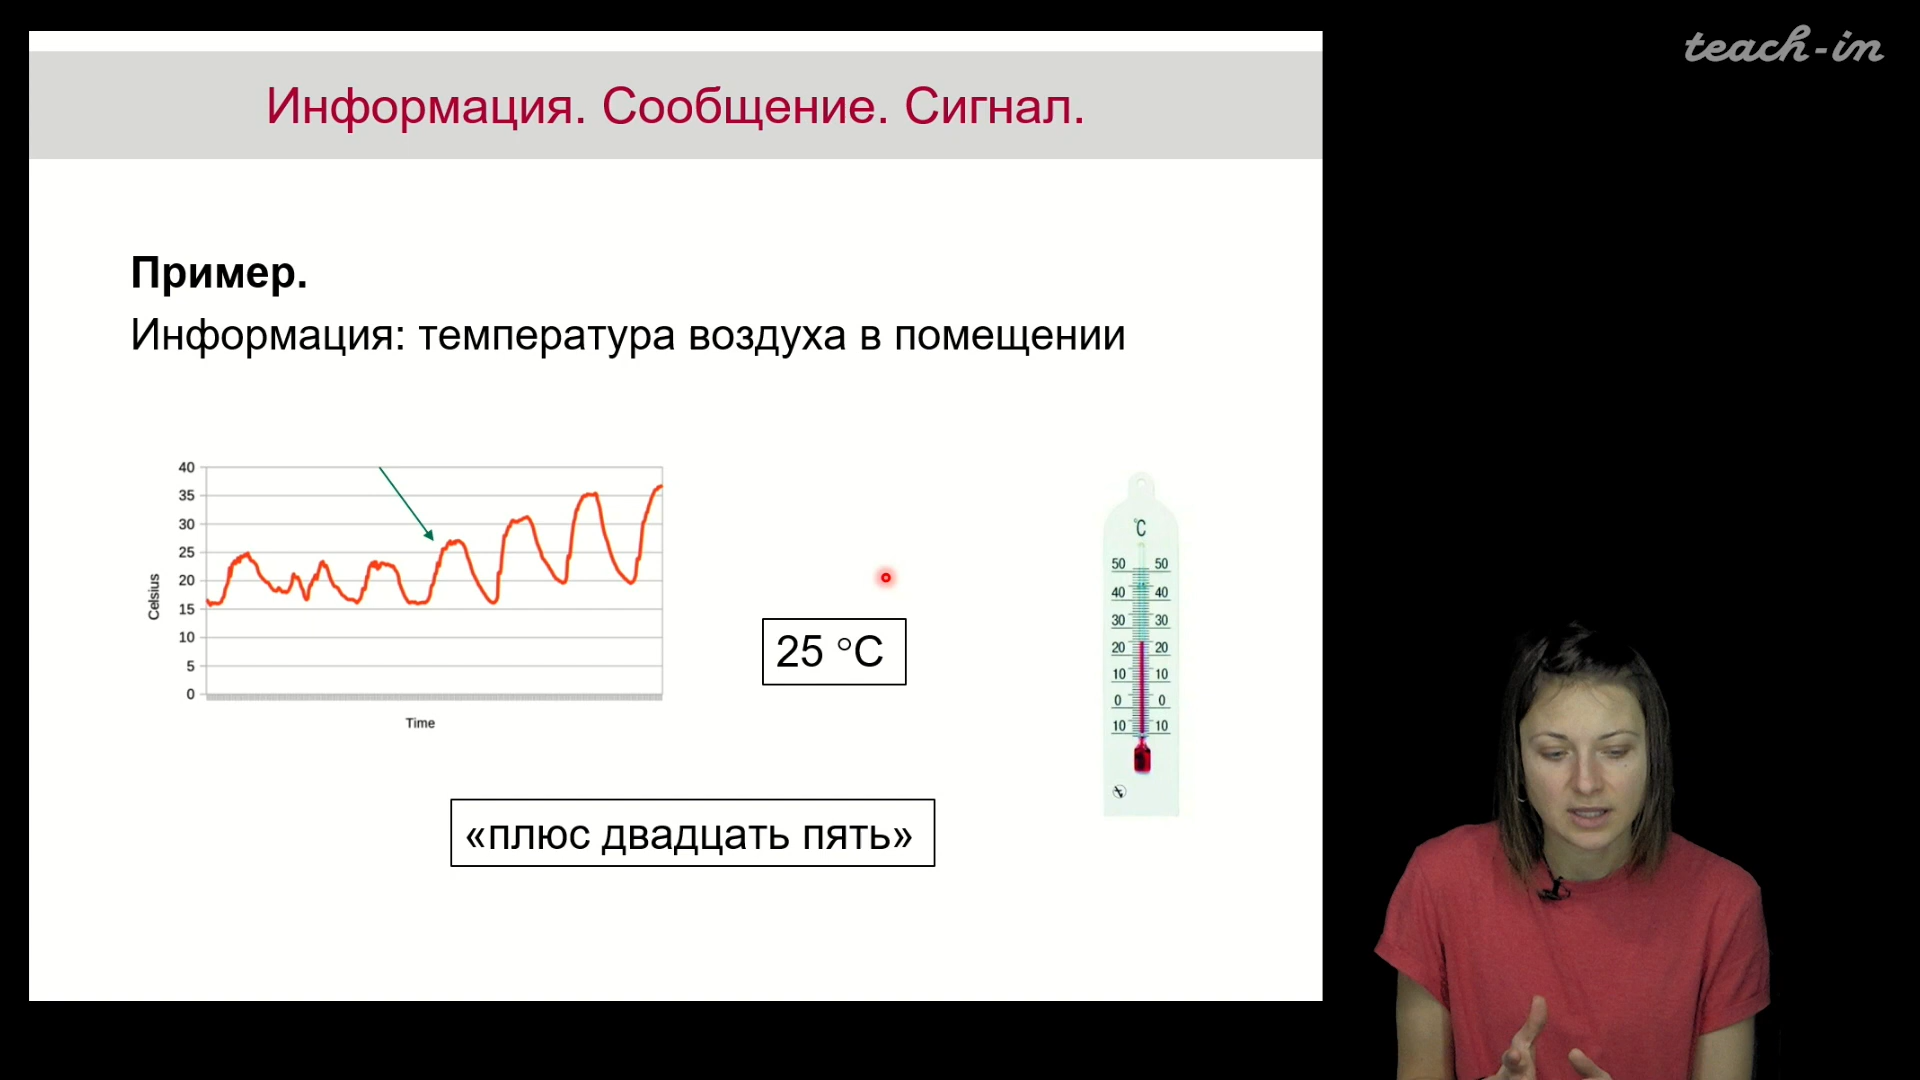 teach-in
Информация. Сообщение. Сигнал.
Пример.
Информация: температура воздуха в помещении
40
35
30
25
20
15
10
5
0
Celsius
Time
25 °C
«плюс двадцать пять»
°C
50 50
40 40
30 30
20 20
10 10
0 0
10 10